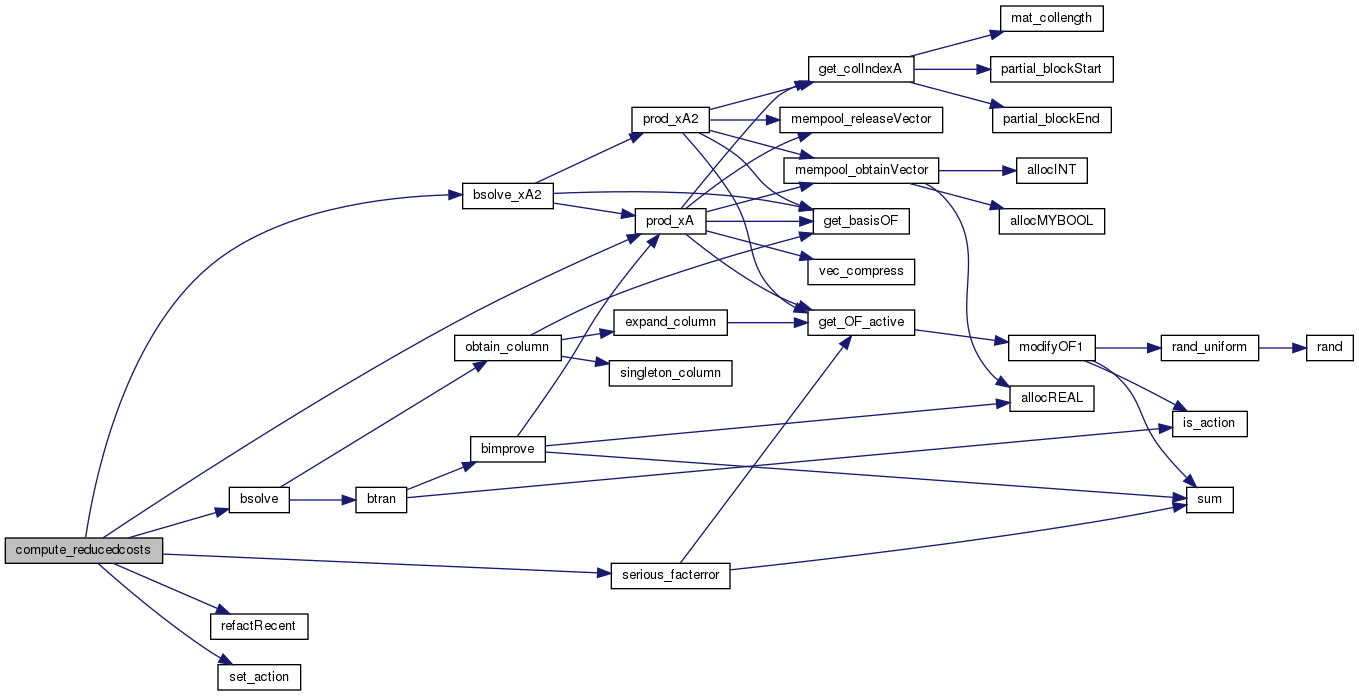 mat_collength
get_colIndexA
partial_blockStart
prod_xA2
mempool_releaseVector
partial_blockEnd
mempool_obtainVector
allocINT
bsolve_xA2
prod_xA
get_basisOF
allocMYBOOL
vec_compress
expand_column
get_OF_active
obtain_column
modifyOF1
rand_uniform
rand
singleton_column
allocREAL
bimprove
is_action
bsolve
btran
sum
compute_reducedcosts
serious_facterror
refactRecent
set_action